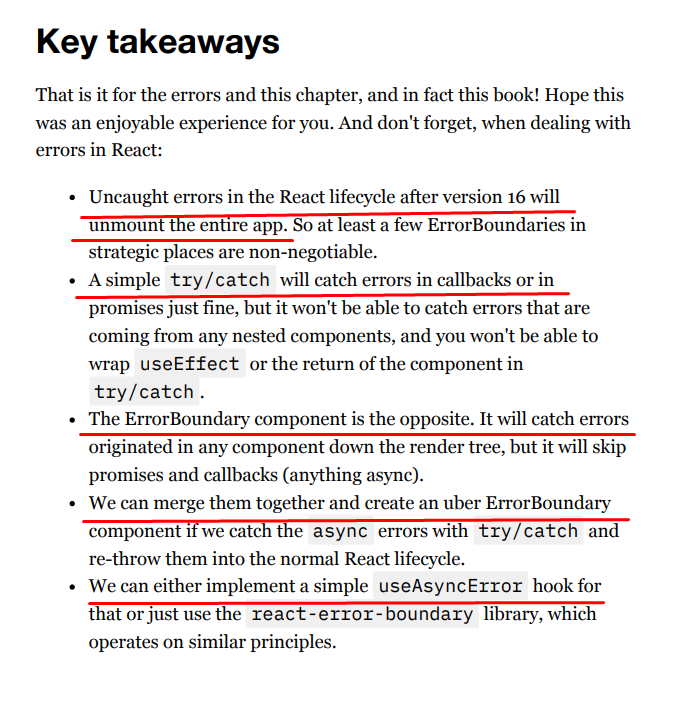 Key takeaways
That is it for the errors and this chapter, and in fact this book! Hope this
was an enjoyable experience for you. And don't forget, when dealing with
errors in React:
• Uncaught errors in the React lifecycle after version 16 will
unmount the entire app. So at least a few ErrorBoundaries in
strategic places are non-negotiable.
• A simple try/catch will catch errors in callbacks or in
promises just fine, but it won't be able to catch errors that are
coming from any nested components, and you won't be able to
wrap useEffect or the return of the component in
try/catch.
• The ErrorBoundary component is the opposite. It will catch errors
originated in any component down the render tree, but it will skip
promises and callbacks (anything async).
• We can merge them together and create an uber ErrorBoundary
component if we catch the async errors with try/catch and
re-throw them into the normal React lifecycle.
• We can either implement a simple useAsyncError hook for
that or just use the react-error-boundary library, which
operates on similar principles.